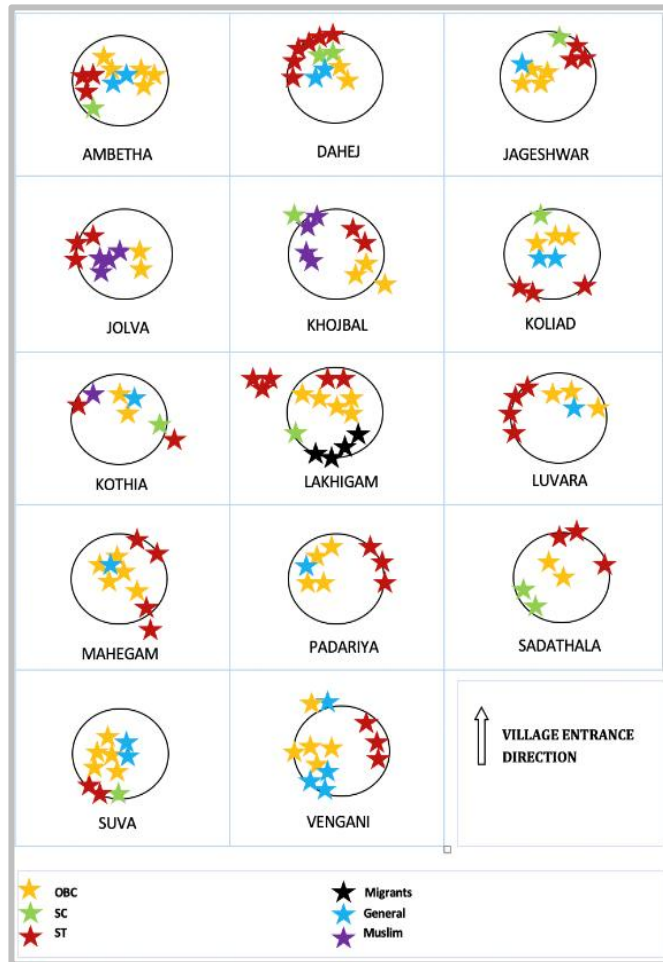 AMBETHA
DAHEJ
JAGESHWAR
JOLVA
KHOJBAL
KOLIAD
KOTHIA
LAKHIGAM
LUVARA
MAHEGAM
PADARIYA
SADATHALA
SUVA
VENGANI
VILLAGE ENTRANCE
DIRECTION
OBC
SC
ST
Migrants
General
Muslim